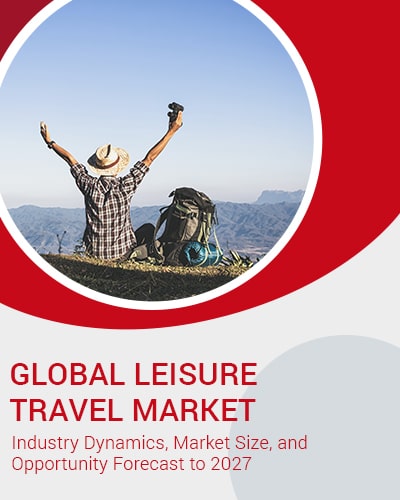 GLOBAL LEISURE
TRAVEL MARKET
Industry Dynamics, Market Size, and
Opportunity Forecast to 2027